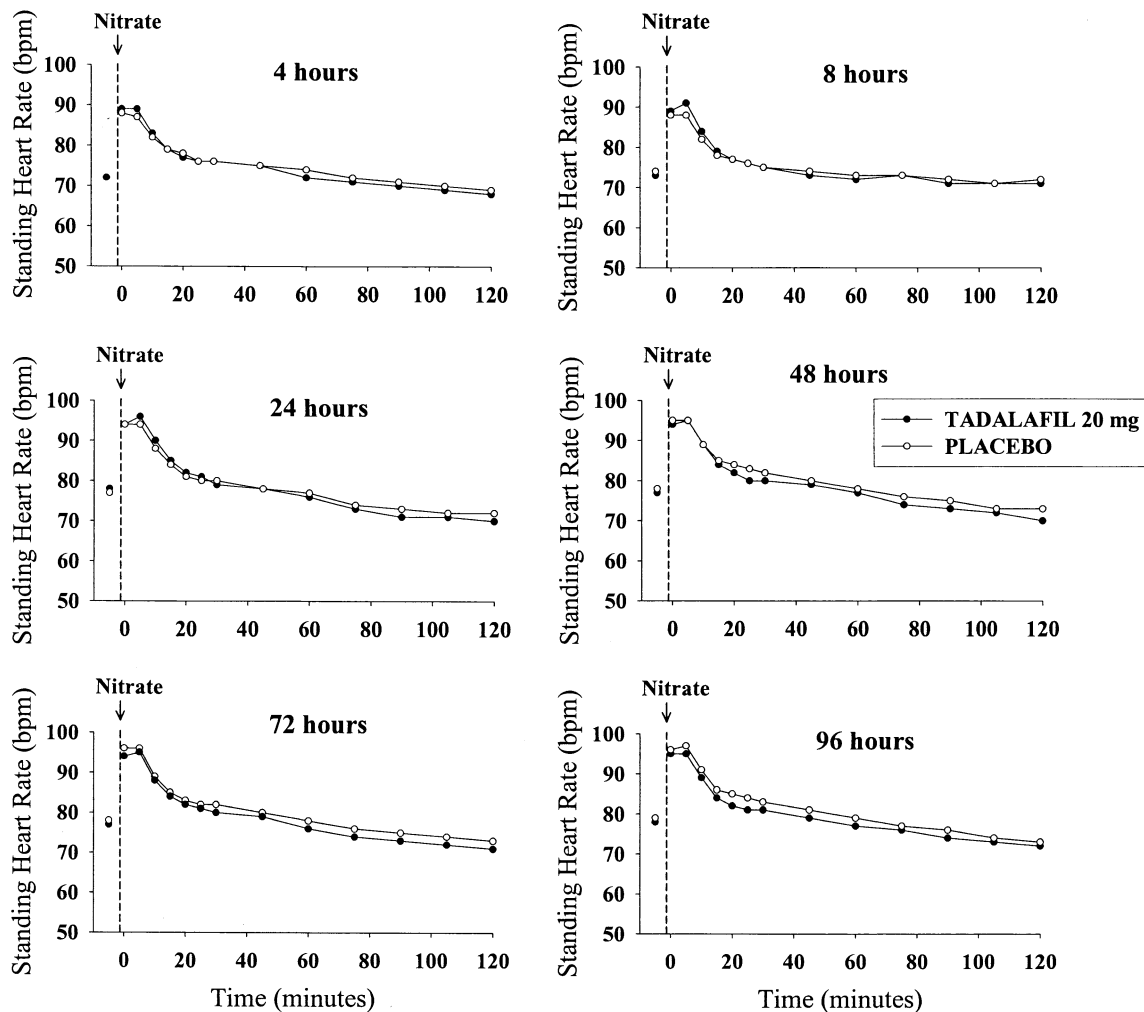 Nitrate
4 hours
Standing Heart Rate (bpm)
100
90
80
70
60
50
0 20 40 60 80 100 120
Nitrate
8 hours
Standing Heart Rate (bpm)
100
90
80
70
60
50
0 20 40 60 80 100 120
Nitrate
24 hours
Standing Heart Rate (bpm)
100
90
80
70
60
50
0 20 40 60 80 100 120
Nitrate
48 hours
Standing Heart Rate (bpm)
100
90
80
70
60
50
0 20 40 60 80 100 120
TADALAFIL 20 mg
PLACEBO
Nitrate
72 hours
Standing Heart Rate (bpm)
100
90
80
70
60
50
0 20 40 60 80 100 120
Time (minutes)
Nitrate
96 hours
Standing Heart Rate (bpm)
100
90
80
70
60
50
0 20 40 60 80 100 120
Time (minutes)